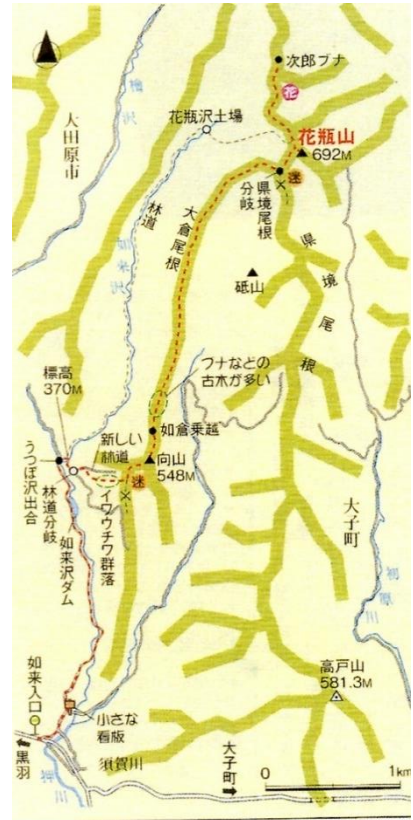 次郎ブナ
花
花瓶沢土場
花瓶山
692M
迷
大田原市
県境尾根
分岐
林道
大倉尾根
砥山
県境尾根
標高
370M
ブナなどの
古木が多い
如倉乗越
新しい
林道
向山
548M
迷
うつぼ沢出合
林道分岐
如来沢ダム
イワウチワ群落
大子町
高戸山
581.3M
如来入口
小さな
看板
黒羽
須賀川
大子町
0
1km